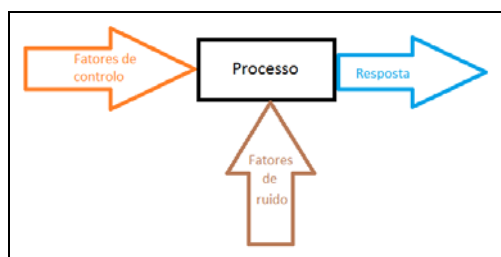 Fatores de
controlo
Processo
Resposta
Fatores
de
ruido